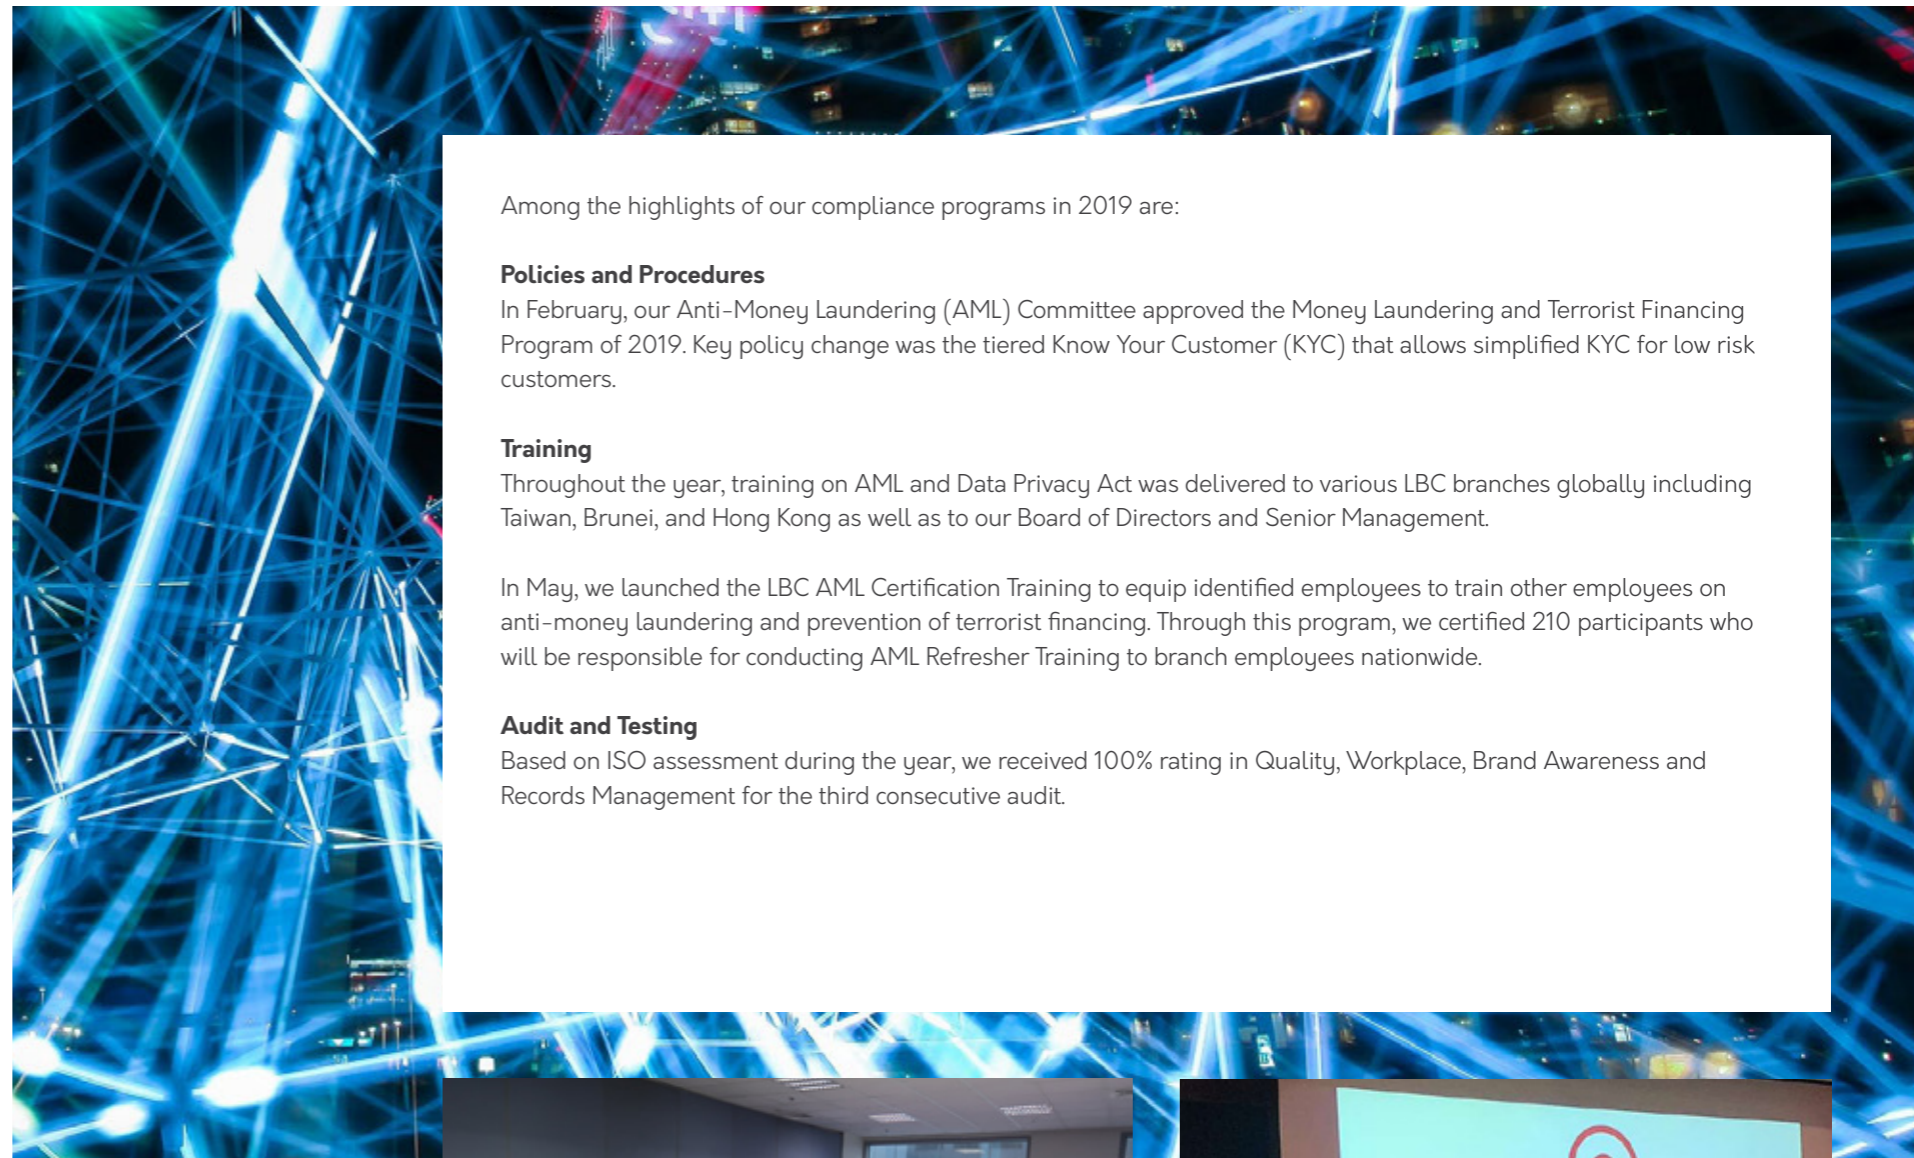 citi
Among the highlights of our compliance programs in 2019 are:
Policies and Procedures
In February, our Anti-Money Laundering (AML) Committee approved the Money Laundering and Terrorist Financing
Program of 2019. Key policy change was the tiered Know Your Customer (KYC) that allows simplified KYC for low risk
customers.
Training
Throughout the year, training on AML and Data Privacy Act was delivered to various LBC branches globally including
Taiwan, Brunei, and Hong Kong as well as to our Board of Directors and Senior Management.
In May, we launched the LBC AML Certification Training to equip identified employees to train other employees on
anti-money laundering and prevention of terrorist financing. Through this program, we certified 210 participants who
will be responsible for conducting AML Refresher Training to branch employees nationwide.
Audit and Testing
Based on ISO assessment during the year, we received 100% rating in Quality, Workplace, Brand Awareness and
Records Management for the third consecutive audit.